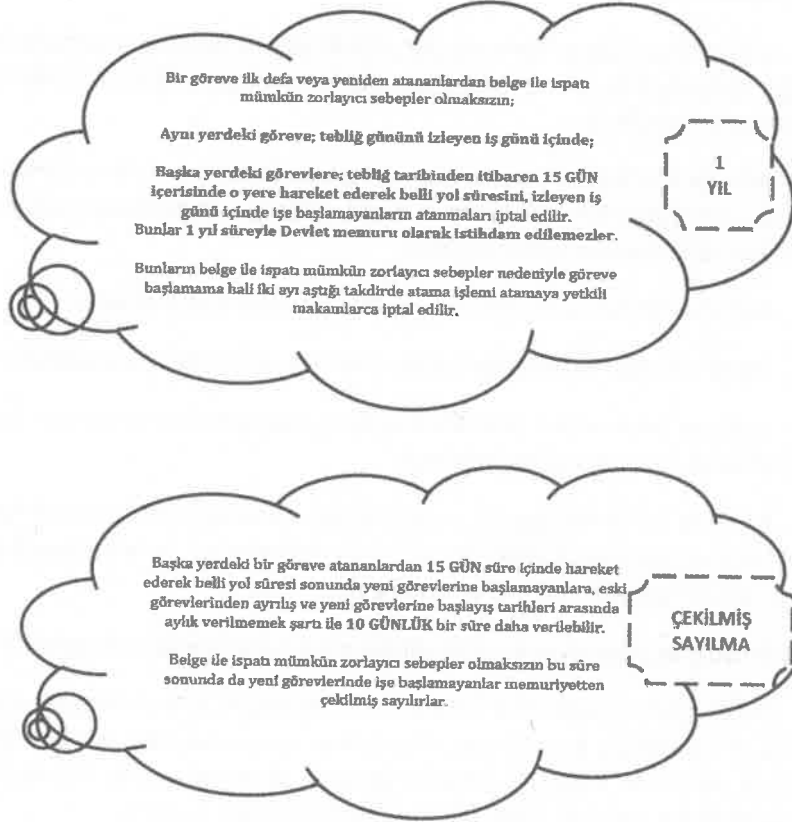 Bir göreve ilk defa veya yeniden atananlardan belge ile ispatı
mümkün zorlayıcı sebepler olmaksızın;
Aynı yerdeki göreve; tebliğ gününü izleyen iş günü içinde;
Başka yerdeki görevlere; tebliğ tarihinden itibaren 15 GÜN
içerisinde o yere hareket ederek belli yol süresini, izleyen iş
günü içinde işe başlamayanların atanmaları iptal edilir.
Bunlar 1 yıl süreyle Devlet memuru olarak istihdam edilemezler.
Bunların belge ile ispatı mümkün zorlayıcı sebepler nedeniyle göreve
başlamama hali iki ayı aştığı takdirde atama işlemi atamaya yetkili
makamlarca iptal edilir.
1
YIL
Başka yerdeki bir göreve atananlardan 15 GÜN süre içinde hareket
ederek belli yol süresi sonunda yeni görevlerine başlamayanlara, eski
görevlerinden ayrılış ve yeni görevlerine başlayış tarihleri arasında
aylık verilmemek şartı ile 10 GÜNLÜK bir süre daha verilebilir.
Belge ile ispatı mümkün zorlayıcı sebepler olmaksızın bu süre
sonunda da yeni görevlerinde işe başlamayanlar memuriyetten
çekilmiş sayılırlar.
ÇEKİLMİŞ
SAYILMA